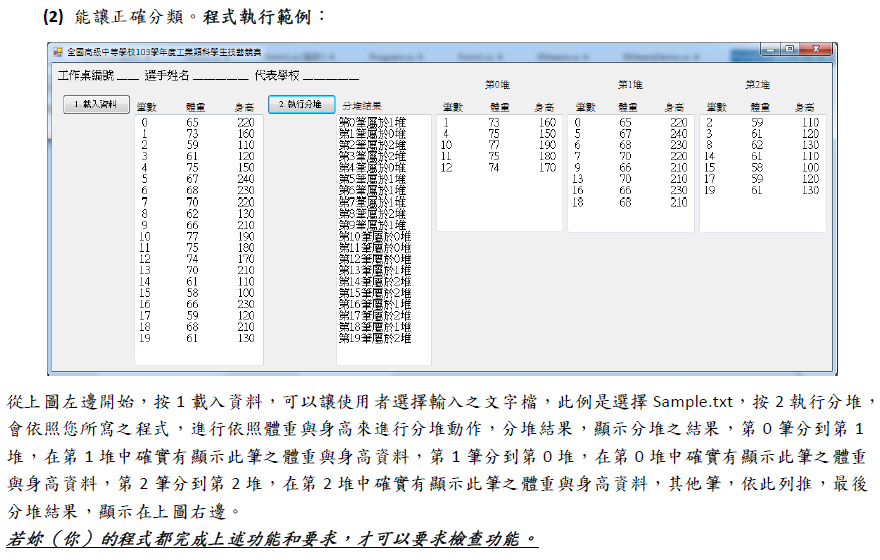 (2) 能讓正確分類。程式執行範例：
全國高級中等學校103學年度工業類科學生技藝競賽
工作桌編號 ___ 選手姓名 ________ 代表學校 ________
第0堆 第1堆 第2堆
1. 載入資料 筆數 體重 身高 2. 執行分堆 分堆結果 筆數 體重 身高 筆數 體重 身高 筆數 體重 身高
0 65 220 第0筆屬於1堆 1 73 160 0 65 220 2 59 110
1 73 160 第1筆屬於0堆 4 75 150 5 67 240 3 61 120
2 59 110 第2筆屬於2堆 10 77 190 6 68 230 8 62 130
3 61 120 第3筆屬於2堆 11 75 180 7 70 220 14 61 110
4 75 150 第4筆屬於0堆 12 74 170 9 66 210 15 58 100
5 67 240 第5筆屬於1堆 13 70 210 17 59 120
6 68 230 第6筆屬於1堆 16 66 230 19 61 130
7 70 220 第7筆屬於1堆 18 68 210
8 62 130 第8筆屬於2堆
9 66 210 第9筆屬於1堆
10 77 190 第10筆屬於0堆
11 75 180 第11筆屬於0堆
12 74 170 第12筆屬於0堆
13 70 210 第13筆屬於1堆
14 61 110 第14筆屬於2堆
15 58 100 第15筆屬於2堆
16 66 230 第16筆屬於1堆
17 59 120 第17筆屬於2堆
18 68 210 第18筆屬於1堆
19 61 130 第19筆屬於2堆
從上圖左邊開始，按 1 載入資料，可以讓使用者選擇輸入之文字檔，此例是選擇 Sample.txt，按 2 執行分堆，
會依照您所寫之程式，進行依照體重與身高來進行分堆動作，分堆結果，顯示分堆之結果，第 0 筆分到第 1
堆，在第 1 堆中確實有顯示此筆之體重與身高資料，第 1 筆分到第 0 堆，在第 0 堆中確實有顯示此筆之體重
與身高資料，第 2 筆分到第 2 堆，在第 2 堆中確實有顯示此筆之體重與身高資料，其他筆，依此列推，最後
分堆結果，顯示在上圖右邊。
若妳（你）的程式都完成上述功能和要求，才可以要求檢查功能。